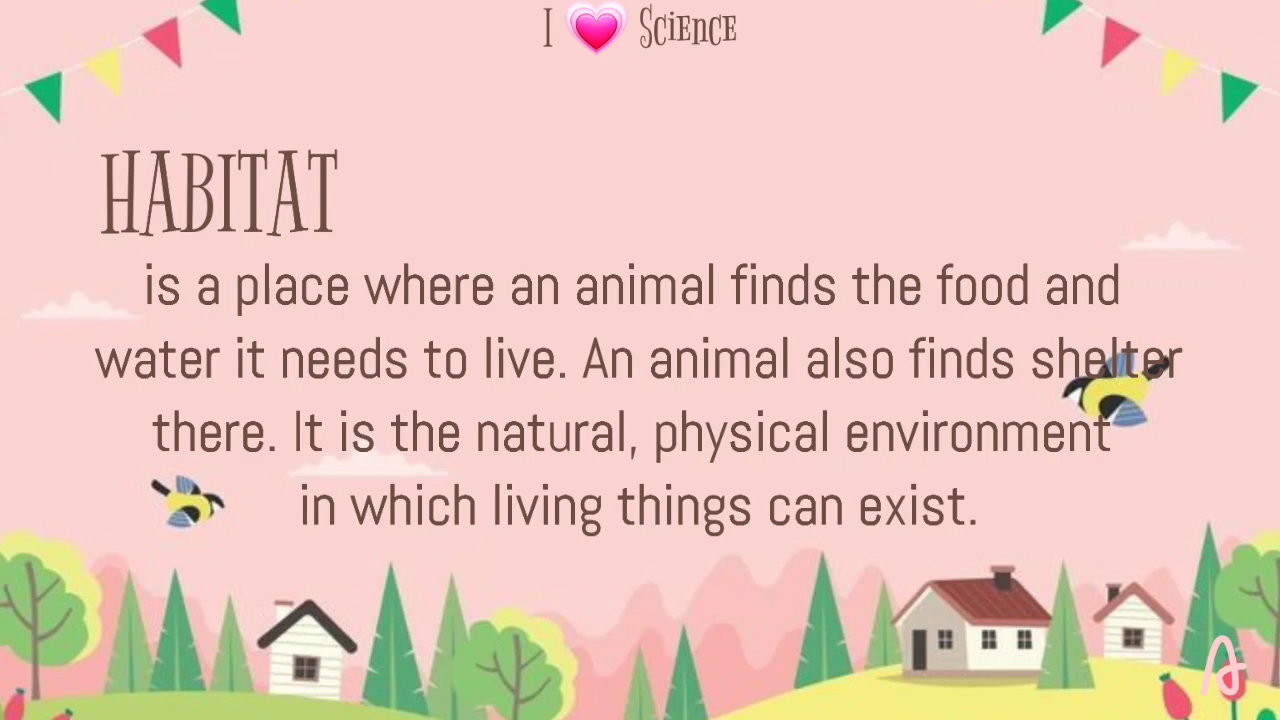 I 💗 Science
HABITAT
is a place where an animal finds the food and
water it needs to live. An animal also finds shelter
there. It is the natural, physical environment
in which living things can exist.
A